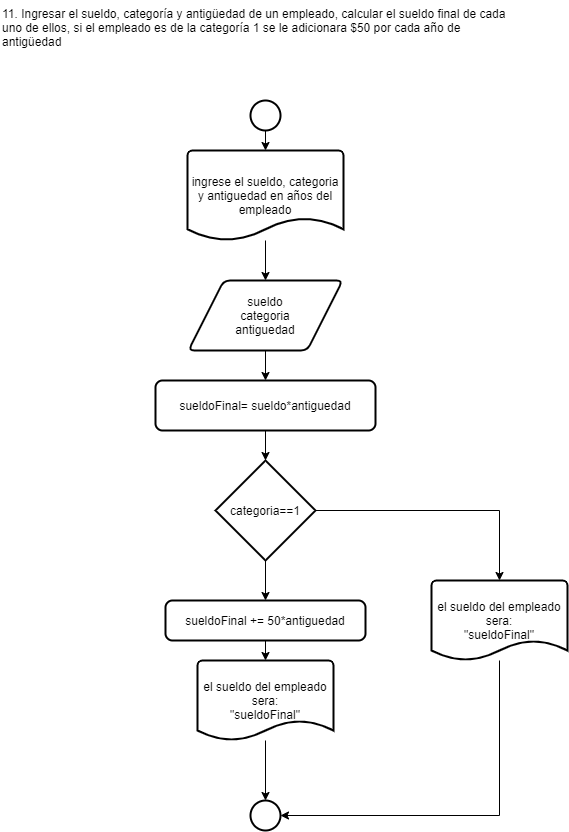 11. Ingresar el sueldo, categoría y antigüedad de un empleado, calcular el sueldo final de cada
uno de ellos, si el empleado es de la categoría 1 se le adicionara $50 por cada año de
antigüedad
ingrese el sueldo, categoria
y antiguedad en años del
empleado
sueldo
categoria
antiguedad
sueldoFinal= sueldo*antiguedad
categoria==1
sueldoFinal += 50*antiguedad
el sueldo del empleado
sera:
"sueldoFinal"
el sueldo del empleado
sera:
"sueldoFinal"